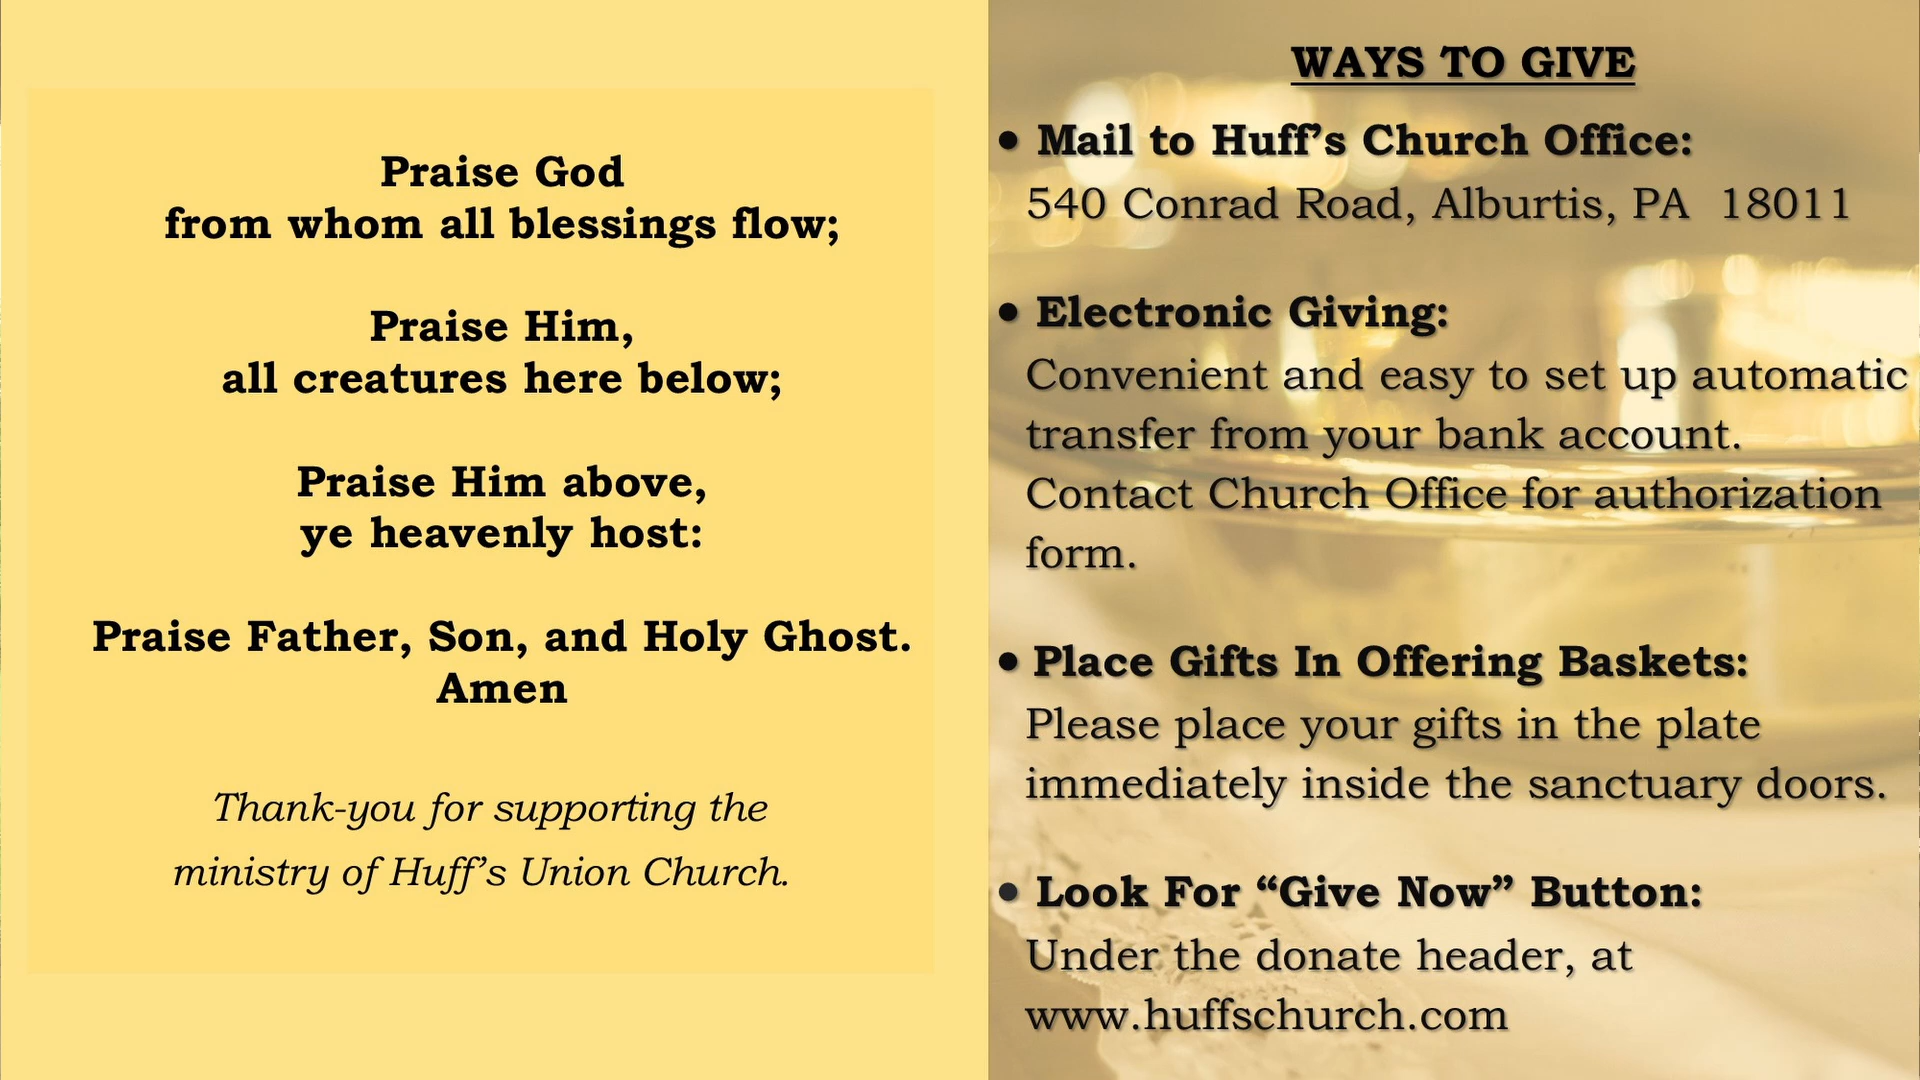 Praise God
from whom all blessings flow;
Praise Him,
all creatures here below;
Praise Him above,
ye heavenly host:
Praise Father, Son, and Holy Ghost.
Amen
Thank-you for supporting the
ministry of Huff’s Union Church.
WAYS TO GIVE
• Mail to Huff’s Church Office:
540 Conrad Road, Alburtis, PA  18011
• Electronic Giving:
Convenient and easy to set up automatic
transfer from your bank account.
Contact Church Office for authorization
form.
• Place Gifts In Offering Baskets:
Please place your gifts in the plate
immediately inside the sanctuary doors.
• Look For “Give Now” Button:
Under the donate header, at
www.huffschurch.com